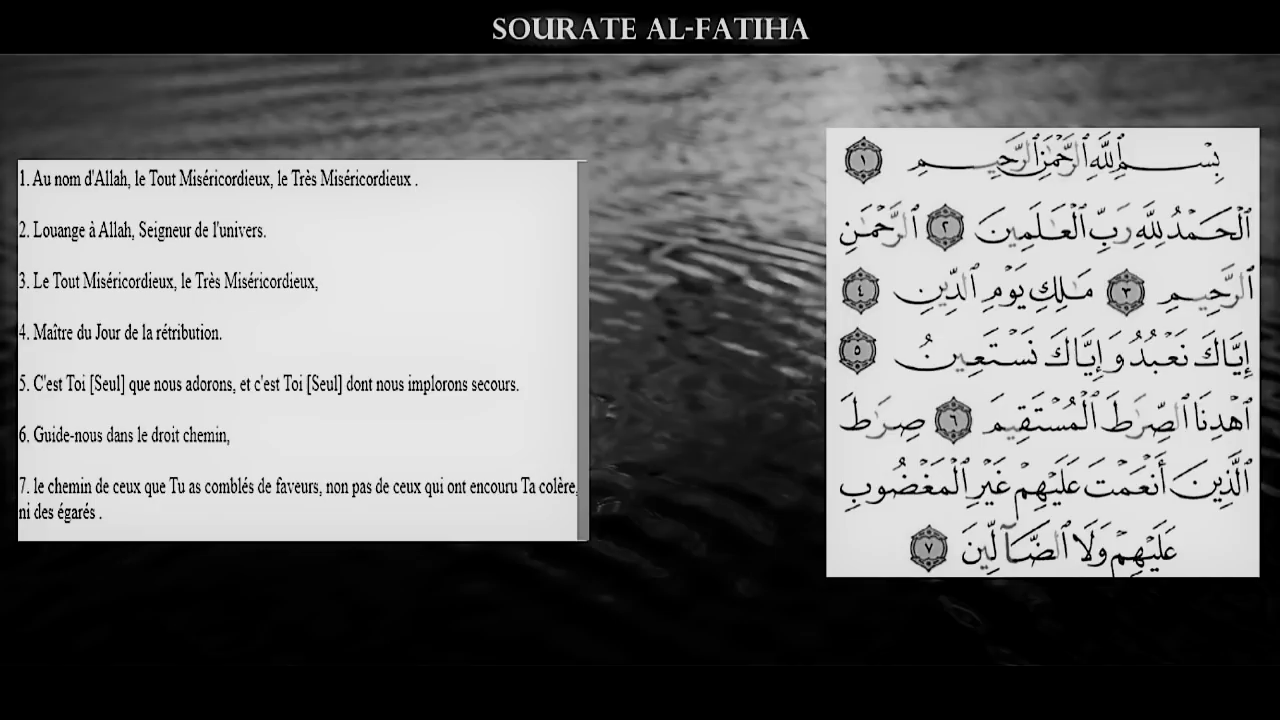 SOURATE AL-FATIHA
1. Au nom d'Allah, le Tout Miséricordieux, le Très Miséricordieux .
2. Louange à Allah, Seigneur de l'univers.
3. Le Tout Miséricordieux, le Très Miséricordieux,
4. Maître du Jour de la rétribution.
5. C'est Toi [Seul] que nous adorons, et c'est Toi [Seul] dont nous implorons secours.
6. Guide-nous dans le droit chemin,
7. le chemin de ceux que Tu as comblés de faveurs, non pas de ceux qui ont encouru Ta colère,
ni des égarés .
بِسْمِ ٱللَّهِ ٱلرَّحْمَٰنِ ٱلرَّحِيمِ ١
ٱلْحَمْدُ لِلَّهِ رَبِّ ٱلْعَٰلَمِينَ ٢ ٱلرَّحْمَٰنِ
ٱلرَّحِيمِ ٣ مَٰلِكِ يَوْمِ ٱلدِّينِ ٤
إِيَّاكَ نَعْبُدُ وَإِيَّاكَ نَسْتَعِينُ ٥
ٱهْدِنَا ٱلصِّرَٰطَ ٱلْمُسْتَقِيمَ ٦ صِرَٰطَ
ٱلَّذِينَ أَنْعَمْتَ عَلَيْهِمْ غَيْرِ ٱلْمَغْضُوبِ
عَلَيْهِمْ وَلَا ٱلضَّآلِّينَ ٧